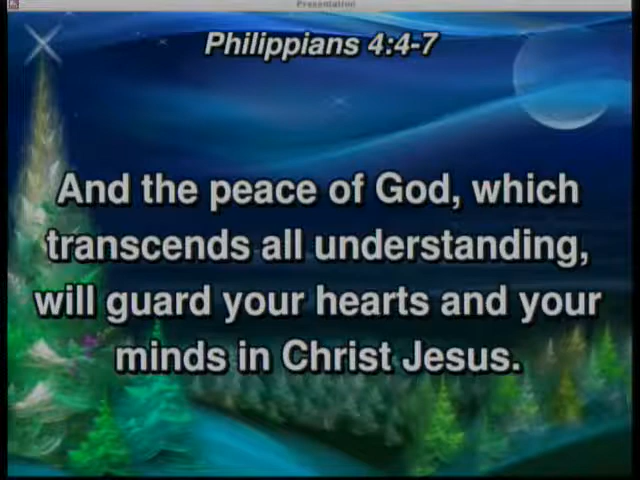 Presentation
Philippians 4:4-7
And the peace of God, which
transcends all understanding,
will guard your hearts and your
minds in Christ Jesus.